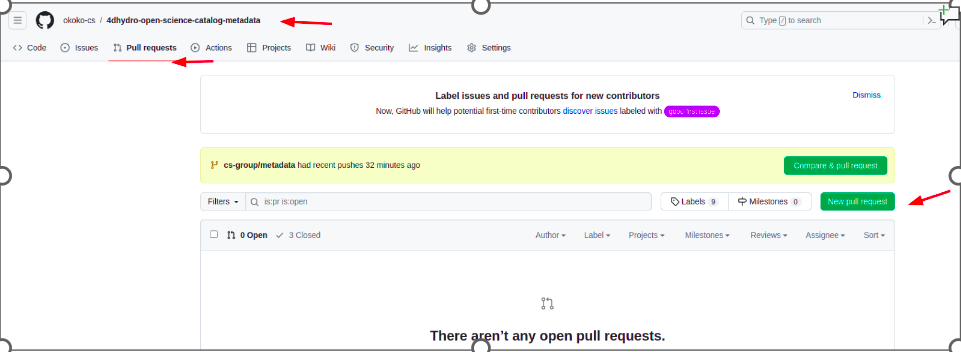 okoko-cs / 4dhydro-open-science-catalog-metadata
Type / to search
Code Issues Pull requests Actions Projects Wiki Security Insights Settings
Label issues and pull requests for new contributors
Dismiss
Now, GitHub will help potential first-time contributors discover issues labeled with good first issue
cs-group/metadata had recent pushes 32 minutes ago
Compare & pull request
Filters is:pr is:open Labels 9 Milestones 0 New pull request
0 Open 3 Closed Author Label Projects Milestones Reviews Assignee Sort
There aren't any open pull requests.